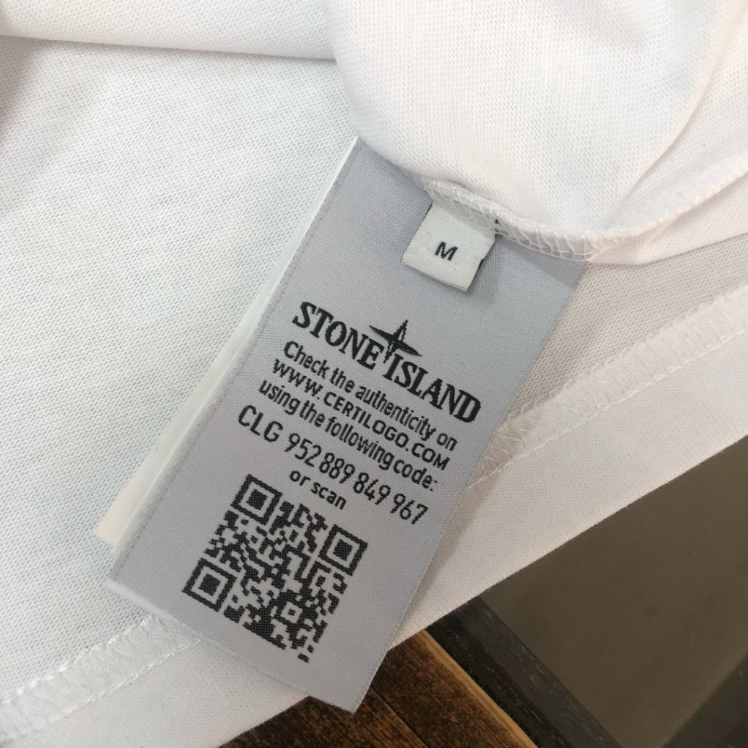 M
STONE ISLAND
Check the authenticity on
WWW.CERTILOGO.COM
using the following code:
CLG 952 889 849 967
or scan